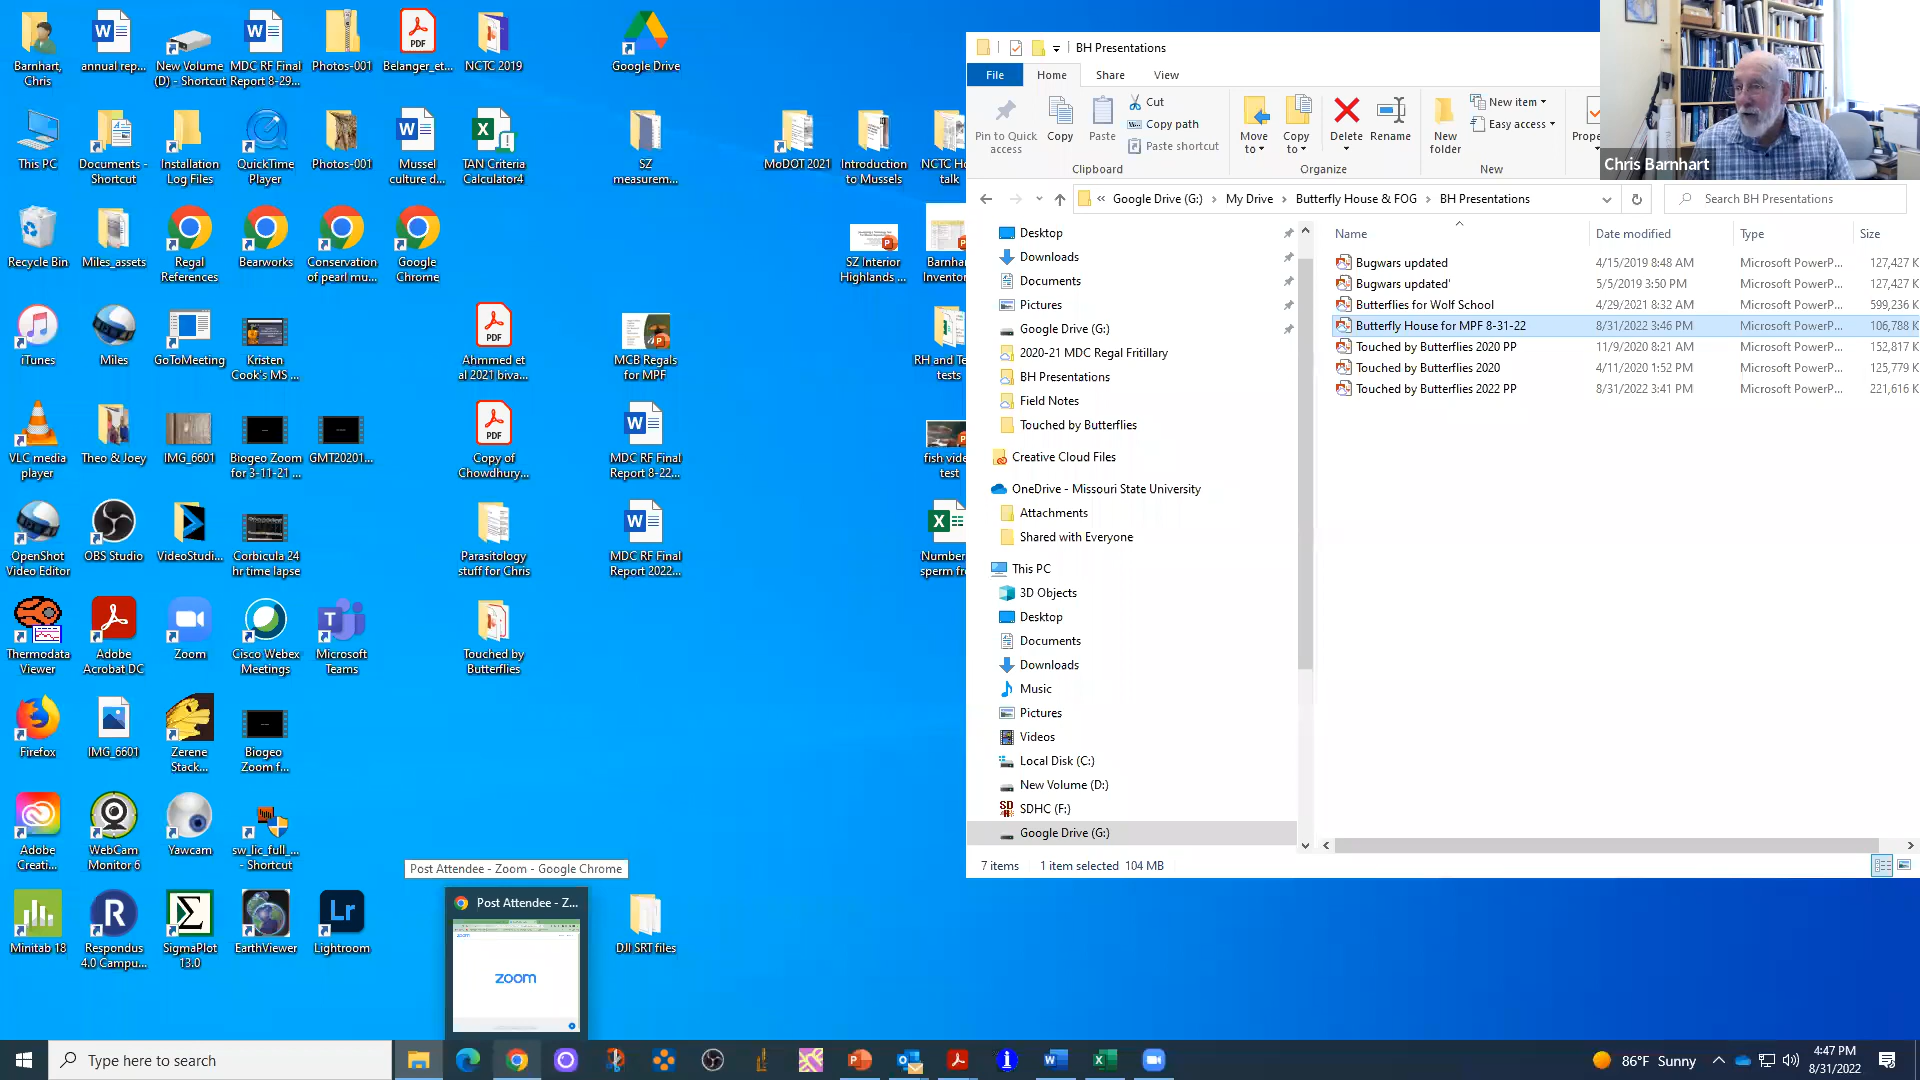 Barnhart,
Chris
annual rep...
New Volume
(D) - Shortcut
MDC RF Final
Report 8-29...
Photos-001
Belanger_et...
NCTC 2019
Google Drive
This PC
Documents -
Shortcut
Installation
Log Files
QuickTime
Player
Photos-001
Mussel
culture d...
TAN Criteria
Calculator4
SZ
measurem...
MoDOT 2021
Introduction
to Mussels
NCTC Ho
talk
Recycle Bin
Miles_assets
Regal
References
Bearworks
Conservation
of pearl mu...
Google
Chrome
SZ Interior
Highlands ...
Barnhar
Inventor
iTunes
Miles
GoToMeeting
Kristen
Cook's MS ...
Ahmmed et
al 2021 biva...
MCB Regals
for MPF
RH and Te
tests
VLC media
player
Theo & Joey
IMG_6601
Biogeo Zoom
for 3-11-21 ...
GMT20201...
Copy of
Chowdhury...
MDC RF Final
Report 8-22...
fish vide
test
OpenShot
Video Editor
OBS Studio
VideoStudi...
Corbicula 24
hr time lapse
Parasitology
stuff for Chris
MDC RF Final
Report 2022...
Number
sperm fr
Thermodata
Viewer
Adobe
Acrobat DC
Zoom
Cisco Webex
Meetings
Microsoft
Teams
Touched by
Butterflies
Firefox
IMG_6601
Zerene
Stack...
Biogeo
Zoom f...
Adobe
Creati...
WebCam
Monitor 6
Yawcam
sw_lic_full_...
- Shortcut
Minitab 18
Respondus
4.0 Campu...
SigmaPlot
13.0
EarthViewer
Lightroom
DJI SRT files
Post Attendee - Zoom - Google Chrome
Post Attendee - Z...
zoom
BH Presentations
File Home Share View
Pin to Quick
access
Copy
Paste
Cut
Copy path
Paste shortcut
Clipboard
Move
to
Copy
to
Delete
Rename
Organize
New
folder
New item
Easy access
New
Prope
Chris Barnhart
« Google Drive (G:) › My Drive › Butterfly House & FOG › BH Presentations
Search BH Presentations
Desktop
Downloads
Documents
Pictures
Google Drive (G:)
2020-21 MDC Regal Fritillary
BH Presentations
Field Notes
Touched by Butterflies
Creative Cloud Files
OneDrive - Missouri State University
Attachments
Shared with Everyone
This PC
3D Objects
Desktop
Documents
Downloads
Music
Pictures
Videos
Local Disk (C:)
New Volume (D:)
SDHC (F:)
Google Drive (G:)
Name Date modified Type Size
Bugwars updated 4/15/2019 8:48 AM Microsoft PowerP... 127,427 K
Bugwars updated' 5/5/2019 3:50 PM Microsoft PowerP... 127,427 K
Butterflies for Wolf School 4/29/2021 8:32 AM Microsoft PowerP... 599,236 K
Butterfly House for MPF 8-31-22 8/31/2022 3:46 PM Microsoft PowerP... 106,788 K
Touched by Butterflies 2020 PP 11/9/2020 8:21 AM Microsoft PowerP... 152,817 K
Touched by Butterflies 2020 4/11/2020 1:52 PM Microsoft PowerP... 125,779 K
Touched by Butterflies 2022 PP 8/31/2022 3:41 PM Microsoft PowerP... 221,616 K
7 items 1 item selected 104 MB
Type here to search
86°F Sunny
4:47 PM
8/31/2022